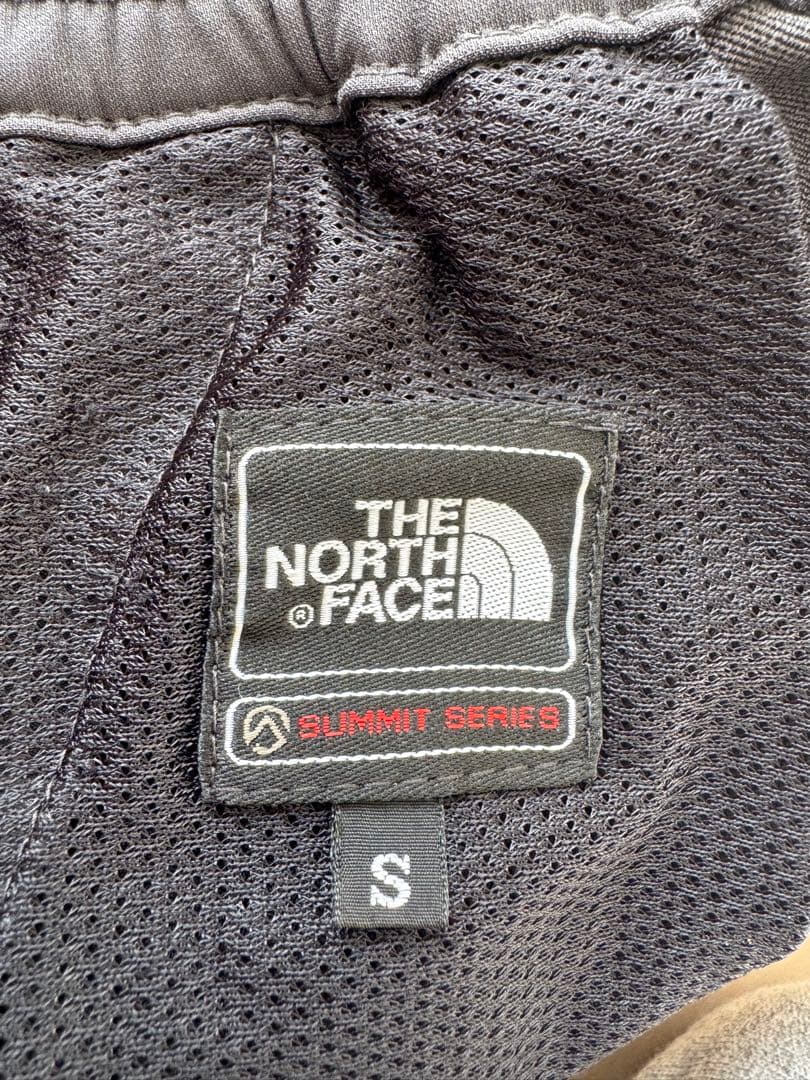 THE
NORTH
® FACE
SUMMIT SERIES
S